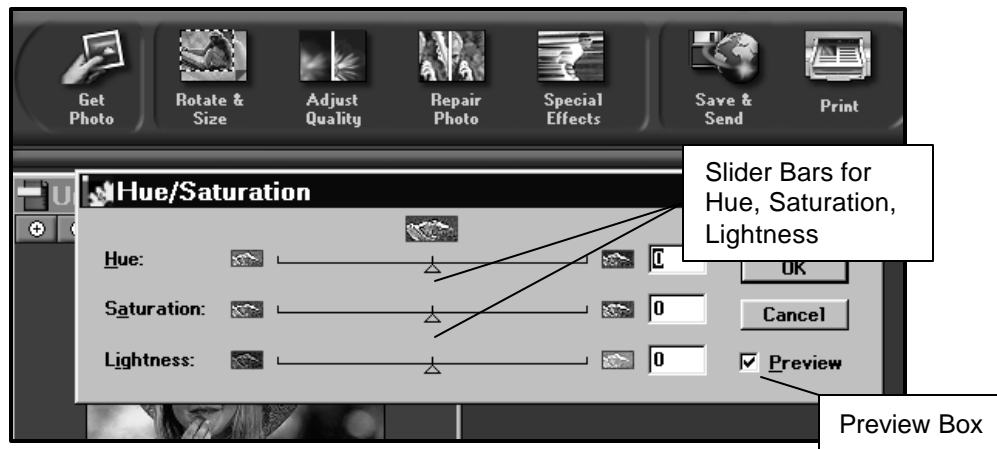 Get
Photo
Rotate &
Size
Adjust
Quality
Repair
Photo
Special
Effects
Save &
Send
Print
Hue/Saturation
Slider Bars for
Hue, Saturation,
Lightness
Hue:
0
OK
Saturation:
0
Cancel
Lightness:
0
Preview
Preview Box